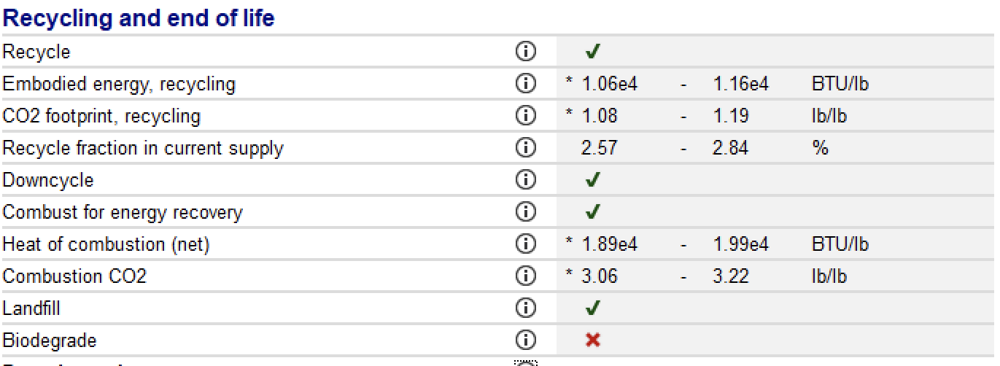 Recycling and end of life
Recycle
Embodied energy, recycling * 1.06e4 - 1.16e4 BTU/lb
CO2 footprint, recycling * 1.08 - 1.19 lb/lb
Recycle fraction in current supply 2.57 - 2.84 %
Downcycle
Combust for energy recovery
Heat of combustion (net) * 1.89e4 - 1.99e4 BTU/lb
Combustion CO2 * 3.06 - 3.22 lb/lb
Landfill
Biodegrade